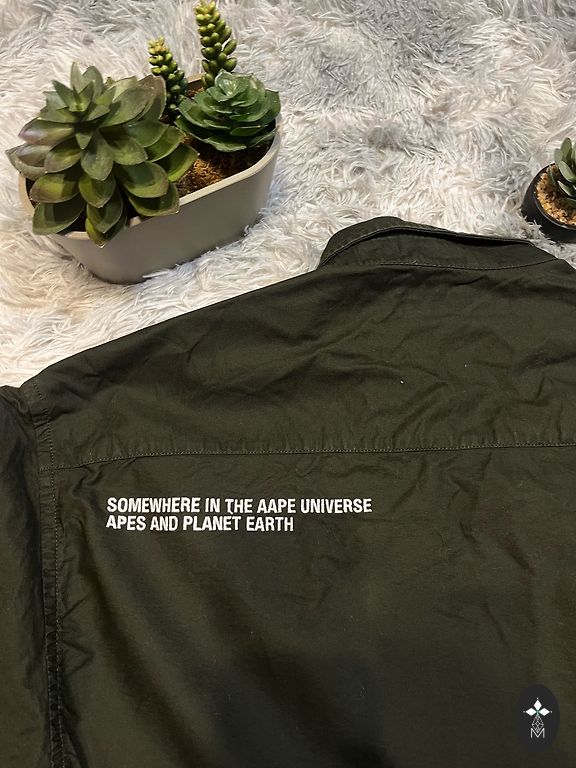 SOMEWHERE IN THE AAPE UNIVERSE
APES AND PLANET EARTH
M